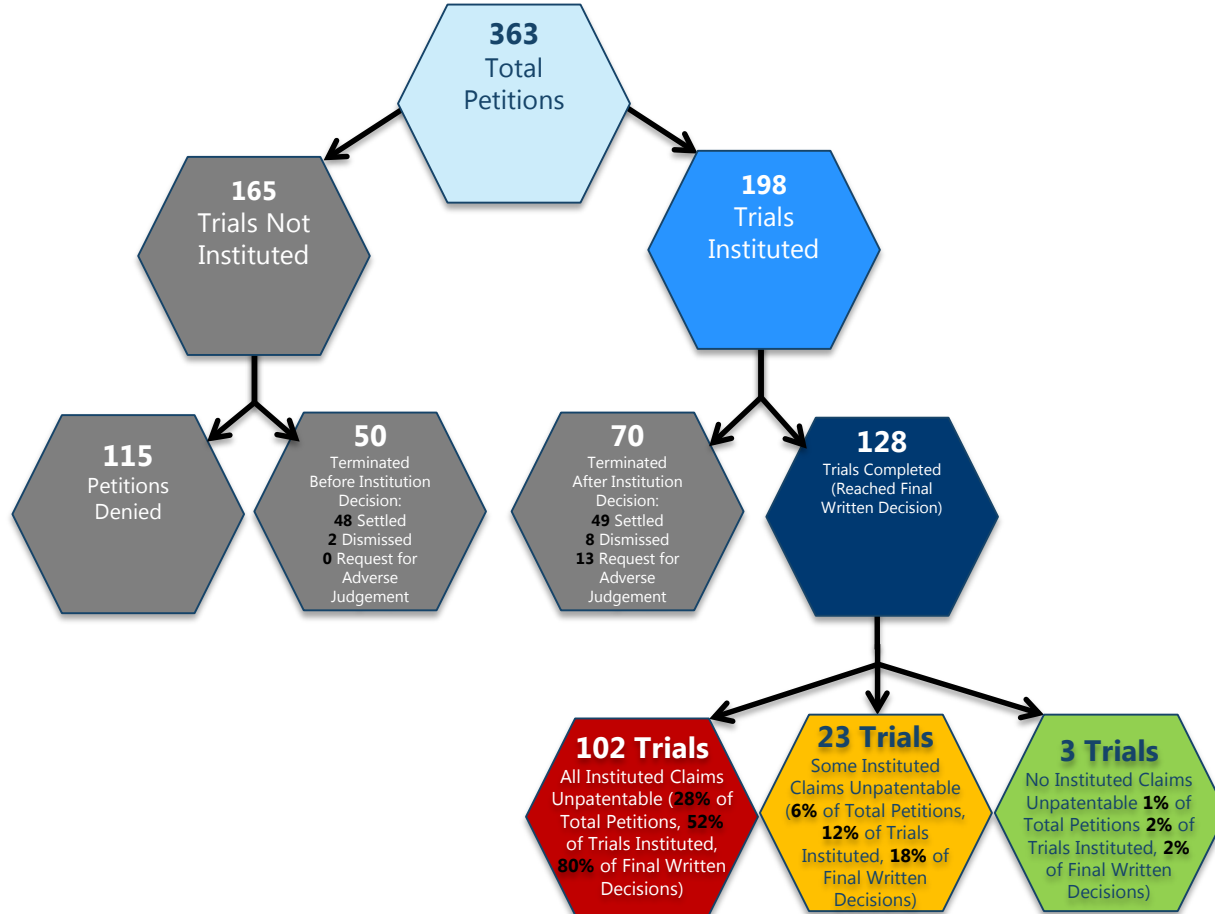 363
Total
Petitions
165
Trials Not
Instituted
198
Trials
Instituted
115
Petitions
Denied
50
Terminated
Before Institution
Decision:
48 Settled
2 Dismissed
0 Request for
Adverse
Judgement
70
Terminated
After Institution
Decision:
49 Settled
8 Dismissed
13 Request for
Adverse
Judgement
128
Trials Completed
(Reached Final
Written Decision)
102 Trials
All Instituted Claims
Unpatentable (28% of
Total Petitions, 52%
of Trials Instituted,
80% of Final Written
Decisions)
23 Trials
Some Instituted
Claims Unpatentable
(6% of Total Petitions,
12% of Trials
Instituted, 18% of
Final Written
Decisions)
3 Trials
No Instituted Claims
Unpatentable 1% of
Total Petitions 2% of
Trials Instituted, 2%
of Final Written
Decisions)